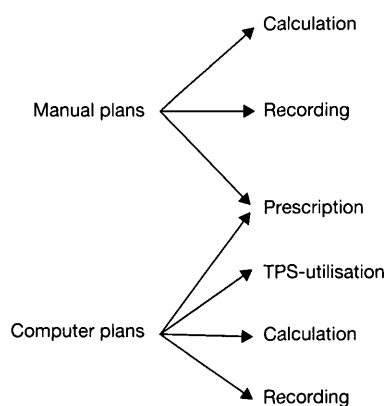 Calculation
Manual plans
Recording
Prescription
TPS-utilisation
Computer plans
Calculation
Recording